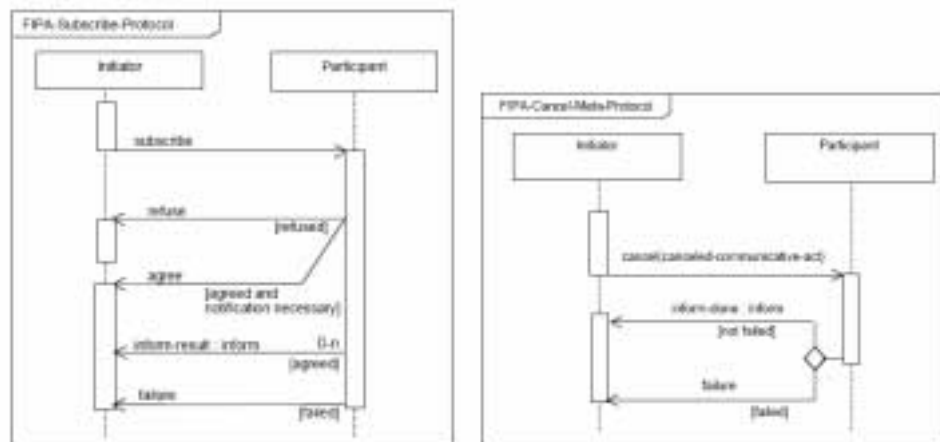 FIPA-Subscribe-Protocol
Initiator
Participant
subscribe
refuse
[refused]
agree
[agreed and
notification necessary]
inform-result : inform
0-n
[agreed]
failure
[failed]
FIPA-Cancel-Meta-Protocol
Initiator
Participant
cancel(canceled-communicative-act)
inform-done : inform
[not failed]
failure
[failed]